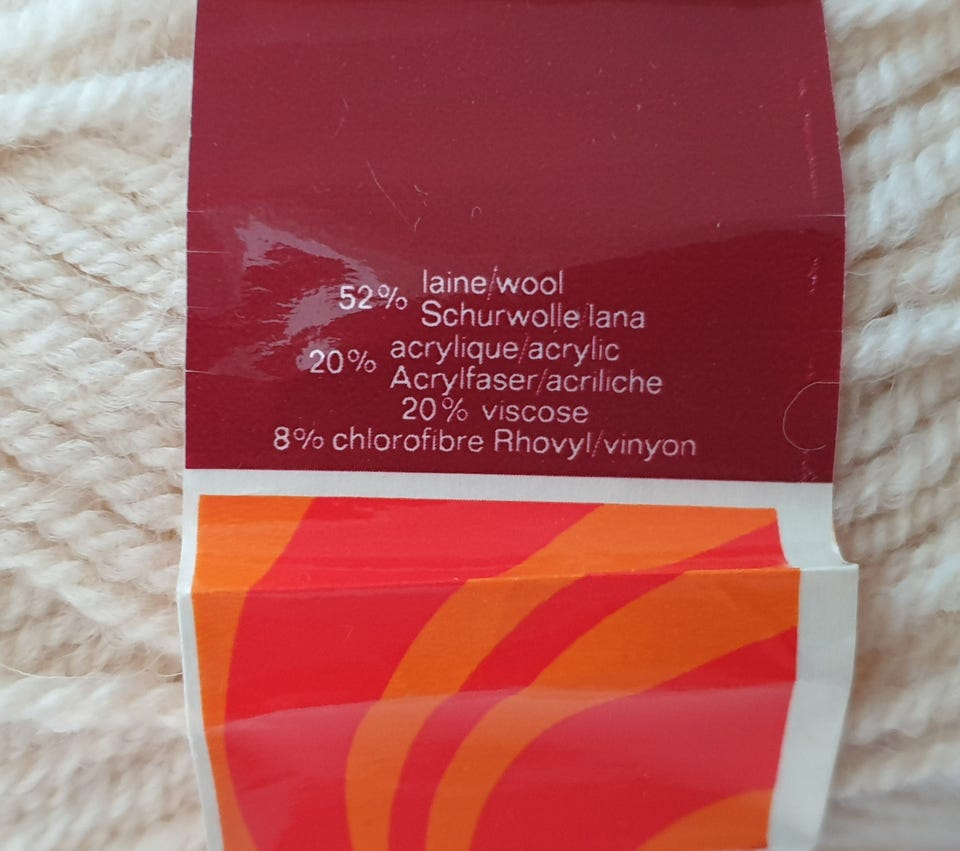 52% laine/wool
Schurwolle/lana
20% acrylique/acrylic
Acrylfaser/acriliche
20% viscose
8% chlorofibre Rhovyl/vinyon